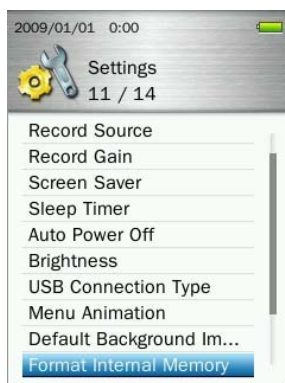 2009/01/01 0:00
Settings
11 / 14
Record Source
Record Gain
Screen Saver
Sleep Timer
Auto Power Off
Brightness
USB Connection Type
Menu Animation
Default Background Im...
Format Internal Memory